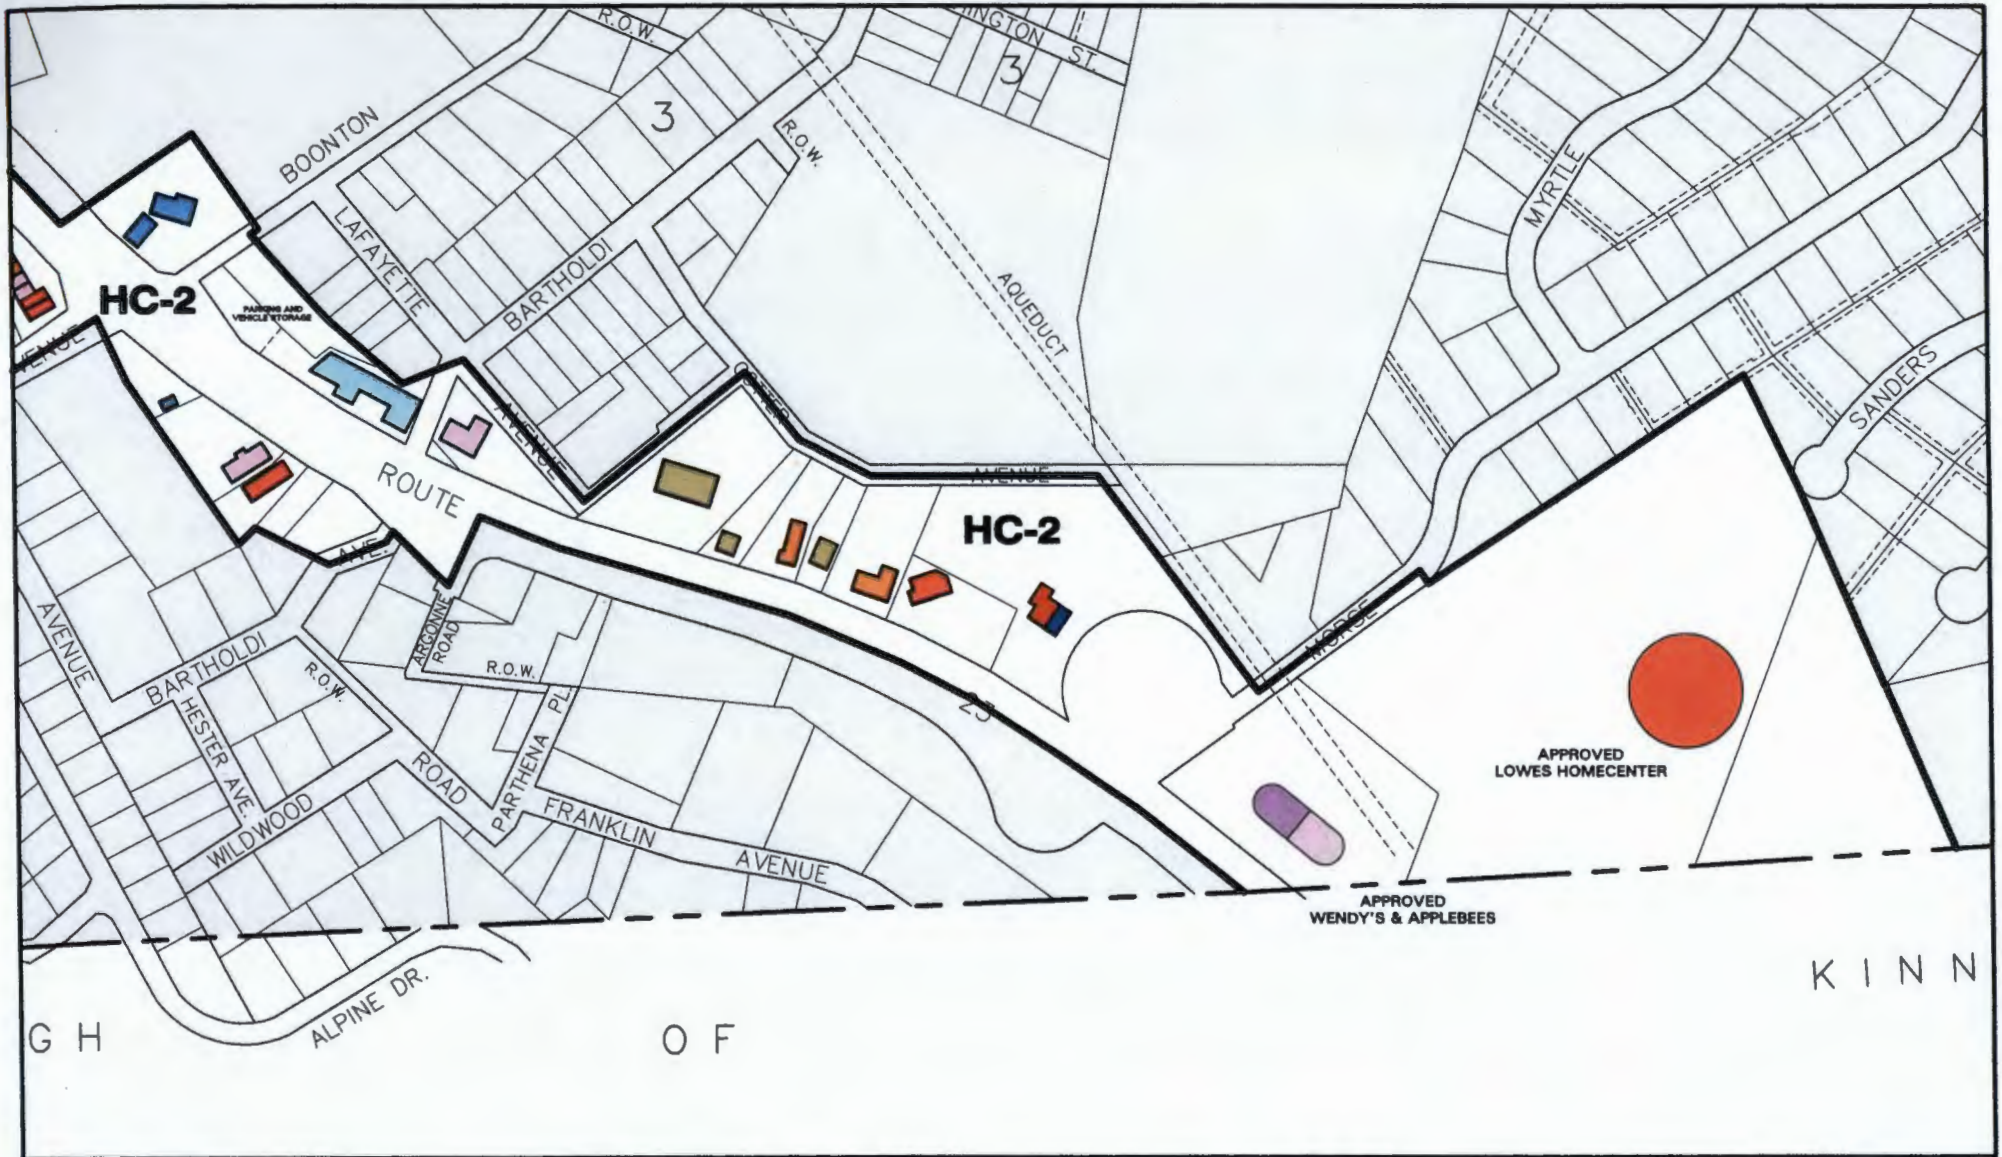 R.O.W.
INGTON ST.
3
3
BOONTON
R.O.W.
MYRTLE
LAFAYETTE
BARTHOLDI
AQUEDUCT
HC-2
PARKING AND
VEHICLE STORAGE
VENUE
SANDERS
AVENUE
AVENUE
ROUTE
HC-2
AVE.
ARGONNE
ROAD
MORSE
AVENUE
BARTHOLDI
R.O.W.
R.O.W.
HESTER AVE.
PARTHENA PL.
23
ROAD
WILDWOOD
FRANKLIN
AVENUE
APPROVED
LOWES HOMECENTER
APPROVED
WENDY'S & APPLEBEES
ALPINE DR.
KINN
GH
OF